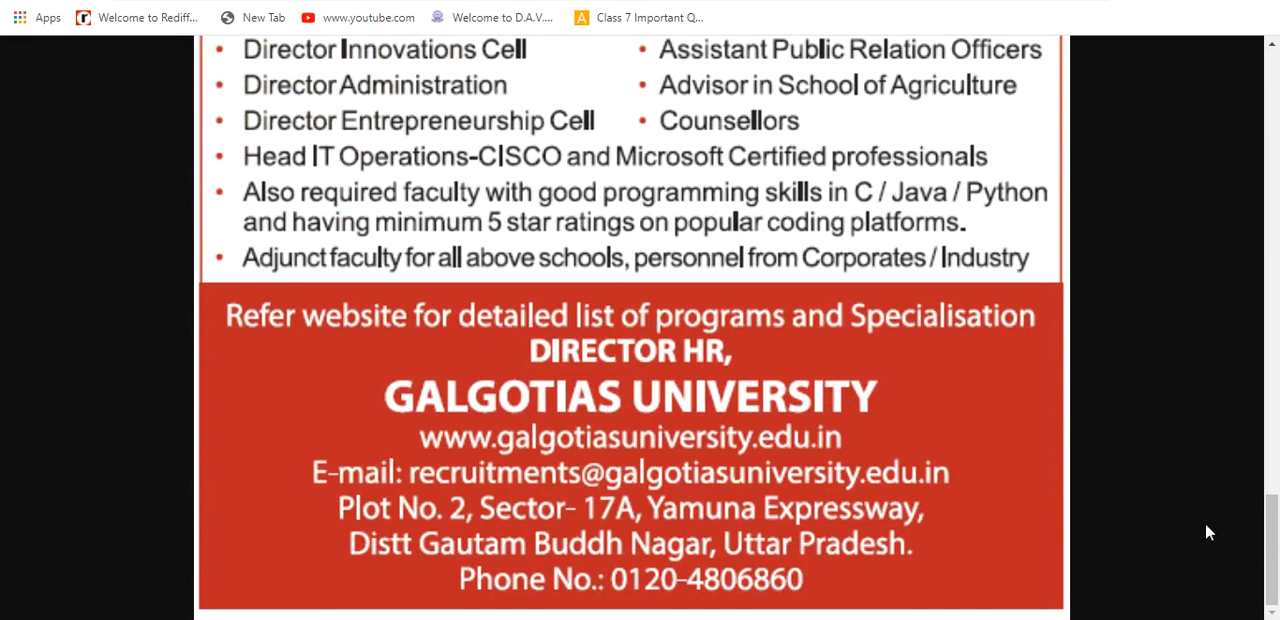 Apps
Welcome to Rediff...
New Tab
www.youtube.com
Welcome to D.A.V....
Class 7 Important Q...
• Director Innovations Cell
• Director Administration
• Director Entrepreneurship Cell
• Assistant Public Relation Officers
• Advisor in School of Agriculture
• Counsellors
• Head IT Operations-CISCO and Microsoft Certified professionals
• Also required faculty with good programming skills in C / Java / Python
and having minimum 5 star ratings on popular coding platforms.
• Adjunct faculty for all above schools, personnel from Corporates / Industry
Refer website for detailed list of programs and Specialisation
DIRECTOR HR,
GALGOTIAS UNIVERSITY
www.galgotiasuniversity.edu.in
E-mail: recruitments@galgotiasuniversity.edu.in
Plot No. 2, Sector- 17A, Yamuna Expressway,
Distt Gautam Buddh Nagar, Uttar Pradesh.
Phone No.: 0120-4806860